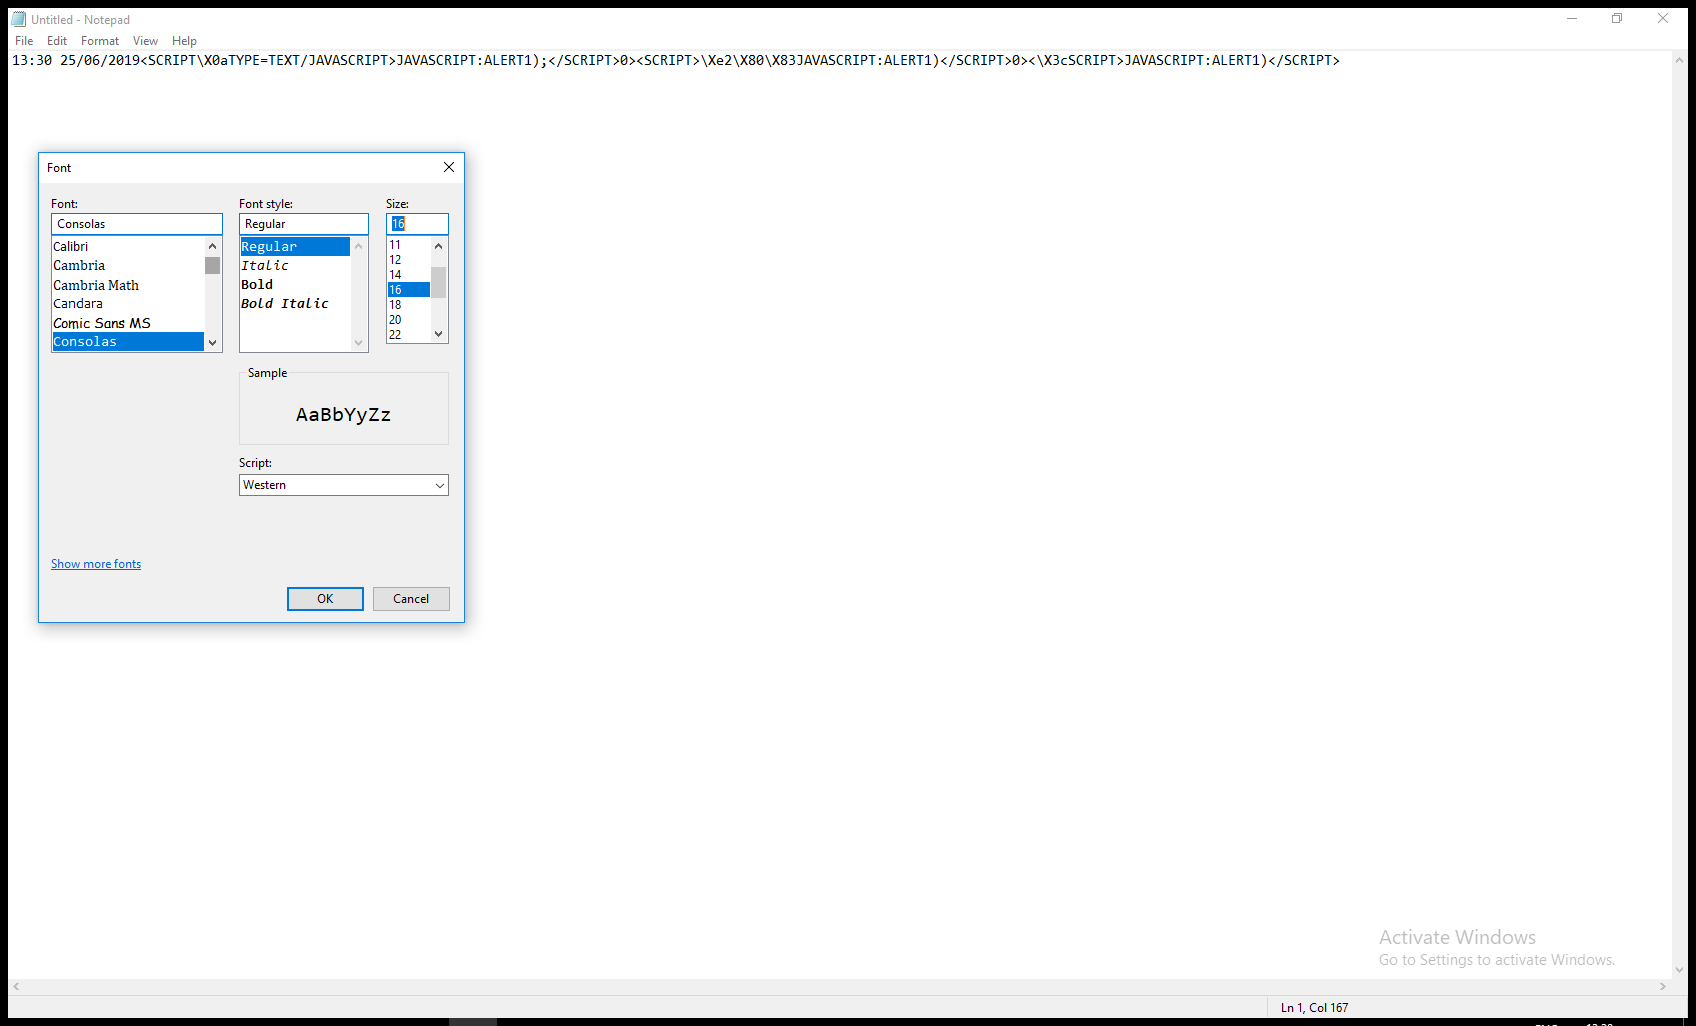 Untitled - Notepad
File Edit Format View Help
13:30 25/06/2019<SCRIPT\X0aTYPE=TEXT/JAVASCRIPT>JAVASCRIPT:ALERT1);</SCRIPT>0><SCRIPT>\Xe2\X80\X83JAVASCRIPT:ALERT1)</SCRIPT>0><\X3cSCRIPT>JAVASCRIPT:ALERT1)</SCRIPT>
Font
Font:
Consolas
Calibri
Cambria
Cambria Math
Candara
Comic Sans MS
Consolas
Font style:
Regular
Regular
Italic
Bold
Bold Italic
Size:
16
11
12
14
16
18
20
22
Sample
AaBbYyZz
Script:
Western
Show more fonts
OK Cancel
Activate Windows
Go to Settings to activate Windows.
Ln 1, Col 167